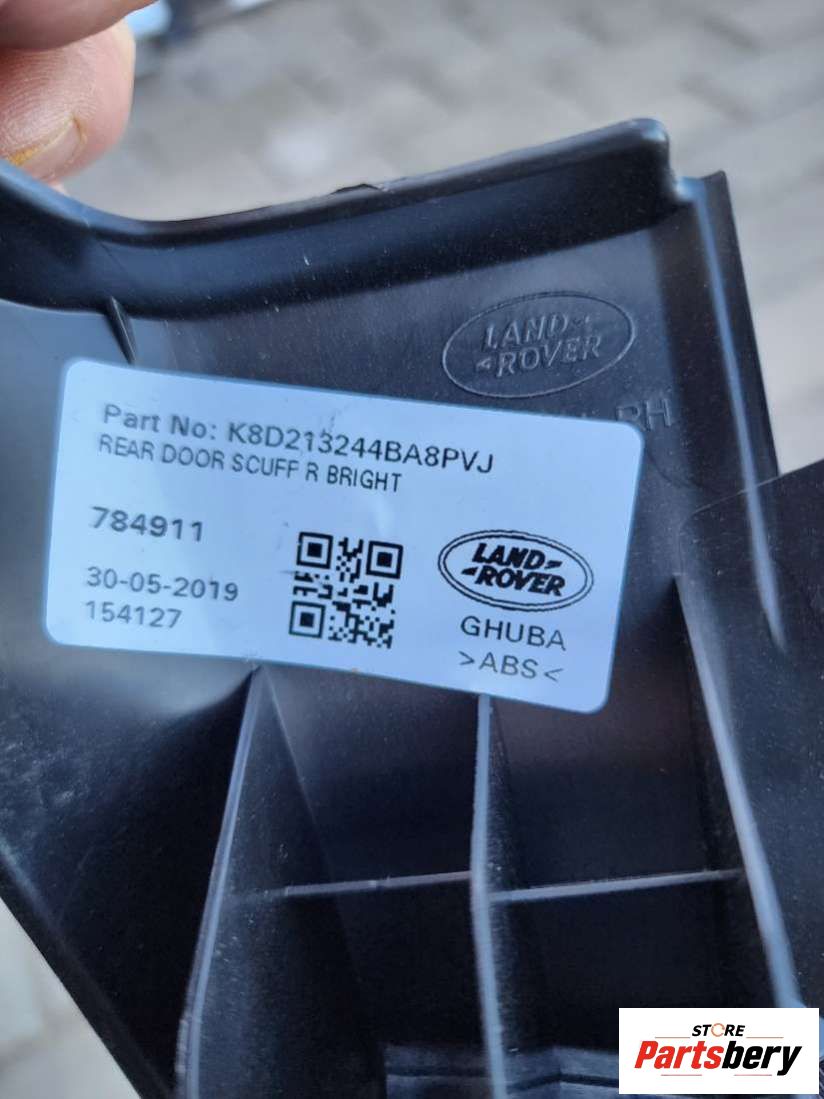 LAND-
ROVER
RH
Part No: K8D213244BA8PVJ
REAR DOOR SCUFF R BRIGHT
784911
30-05-2019
154127
LAND-
-ROVER
GHUBA
>ABS<
STORE
Partsbery